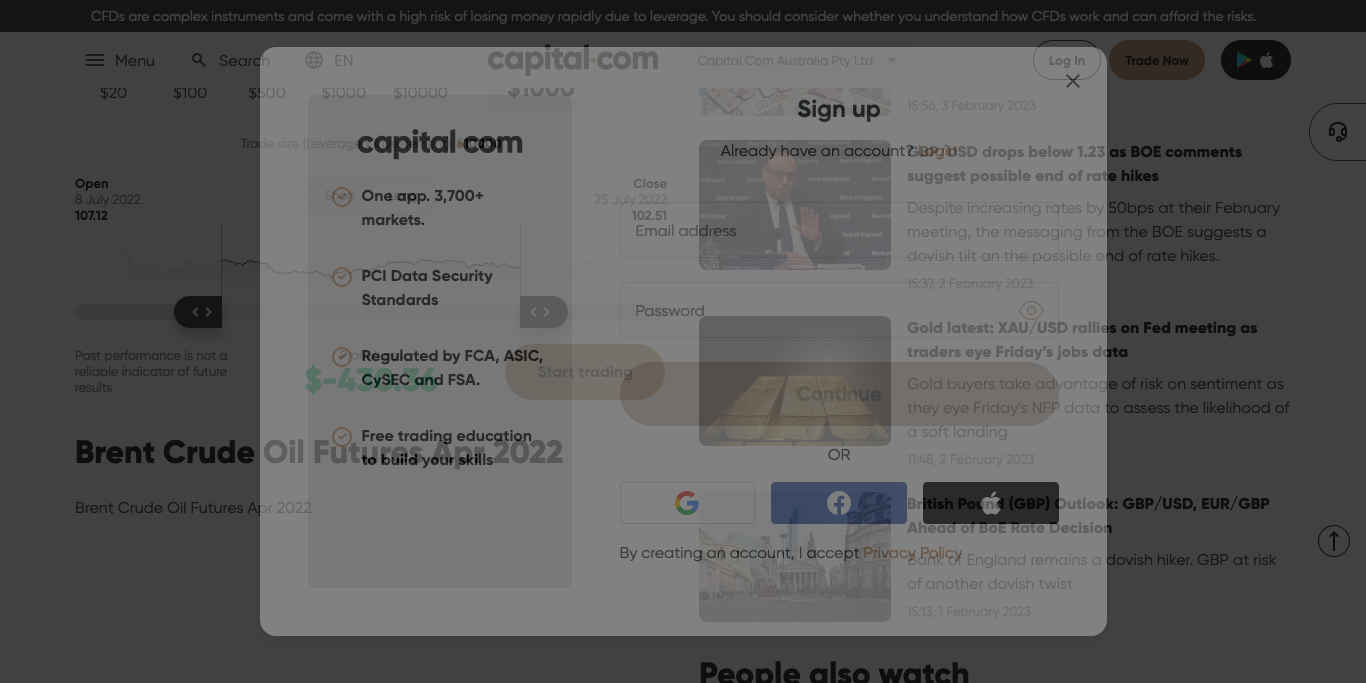 CFDs are complex instruments and come with a high risk of losing money rapidly due to leverage. You should consider whether you understand how CFDs work and can afford the risks.
Menu
Search
EN
capital.com
Capital Com Australia Pty Ltd
Log In
Trade Now
$20
$100
$500
$1000
$10000
$1000
Open
8 July 2022
107.12
Close
25 July 2022
102.51
Past performance is not a
reliable indicator of future
results
Start trading
Brent Crude Oil Futures Apr 2022
Brent Crude Oil Futures Apr 2022
capital.com
One app. 3,700+
markets.
PCI Data Security
Standards
Regulated by FCA, ASIC,
CySEC and FSA.
Free trading education
to build your skills
Sign up
Already have an account? Login
Email address
Password
Continue
OR
By creating an account, I accept Privacy Policy
15:56, 3 February 2023
GBP/USD drops below 1.23 as BOE comments
suggest possible end of rate hikes
Despite increasing rates by 50bps at their February
meeting, the messaging from the BOE suggests a
dovish tilt an the possible end of rate hikes.
15:37, 2 February 2023
Gold latest: XAU/USD rallies on Fed meeting as
traders eye Friday's jobs data
Gold buyers take advantage of risk on sentiment as
they eye Friday's NFP data to assess the likelihood of
a soft landing
11:48, 2 February 2023
British Pound (GBP) Outlook: GBP/USD, EUR/GBP
Ahead of BoE Rate Decision
Bank of England remains a dovish hiker. GBP at risk
of another dovish twist
15:13, 1 February 2023
People also watch